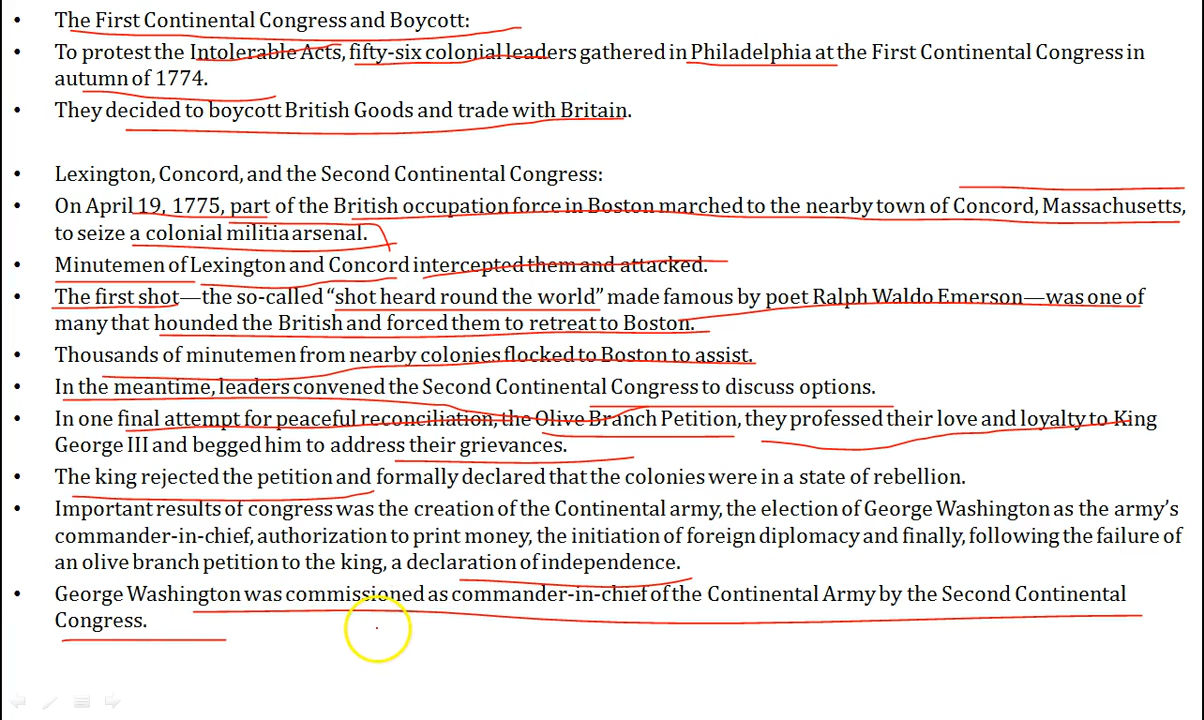 • The First Continental Congress and Boycott:
• To protest the Intolerable Acts, fifty-six colonial leaders gathered in Philadelphia at the First Continental Congress in
autumn of 1774.
• They decided to boycott British Goods and trade with Britain.
• Lexington, Concord, and the Second Continental Congress:
• On April 19, 1775, part of the British occupation force in Boston marched to the nearby town of Concord, Massachusetts,
to seize a colonial militia arsenal.
• Minutemen of Lexington and Concord intercepted them and attacked.
• The first shot—the so-called “shot heard round the world” made famous by poet Ralph Waldo Emerson—was one of
many that hounded the British and forced them to retreat to Boston.
• Thousands of minutemen from nearby colonies flocked to Boston to assist.
• In the meantime, leaders convened the Second Continental Congress to discuss options.
• In one final attempt for peaceful reconciliation, the Olive Branch Petition, they professed their love and loyalty to King
George III and begged him to address their grievances.
• The king rejected the petition and formally declared that the colonies were in a state of rebellion.
• Important results of congress was the creation of the Continental army, the election of George Washington as the army’s
commander-in-chief, authorization to print money, the initiation of foreign diplomacy and finally, following the failure of
an olive branch petition to the king, a declaration of independence.
• George Washington was commissioned as commander-in-chief of the Continental Army by the Second Continental
Congress.